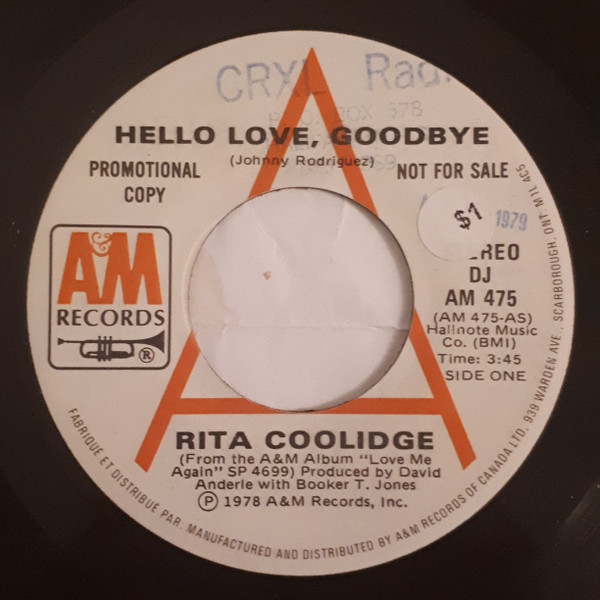 CRXL Rad
BOX 578
HELLO LOVE, GOODBYE
(Johnny Rodriguez)
PROMOTIONAL
COPY
NOT FOR SALE
$1
1979
STEREO
DJ
AM 475
(AM 475-AS)
Hallnote Music
Co. (BMI)
Time: 3:45
SIDE ONE
A&M
RECORDS
®
RITA COOLIDGE
(From the A&M Album "Love Me
Again" SP 4699) Produced by David
Anderle with Booker T. Jones
Ⓟ 1978 A&M Records, Inc.
FABRIQUE ET DISTRIBUE PAR: MANUFACTURED AND DISTRIBUTED BY A&M RECORDS OF CANADA LTD. 939 WARDEN AVE., SCARBOROUGH, ONT M1L 4C5